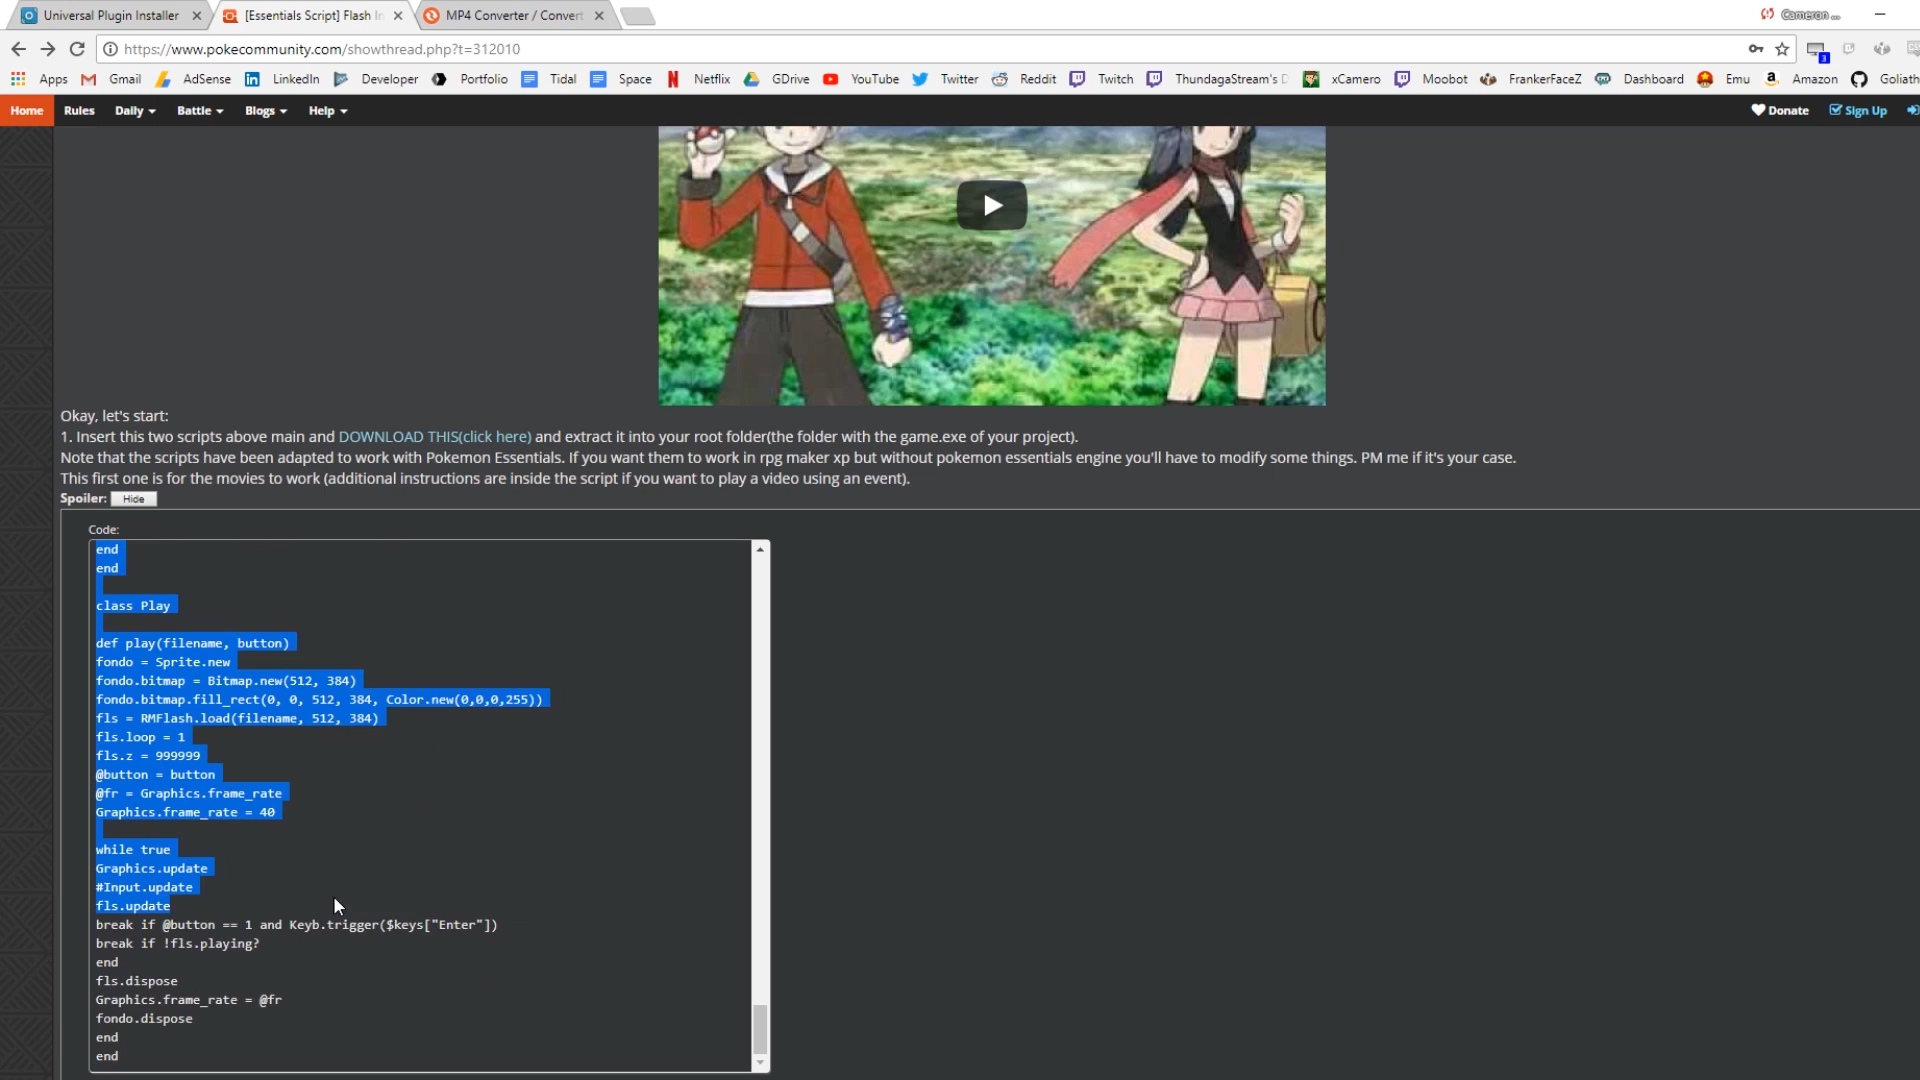 Universal Plugin Installer
[Essentials Script] Flash In
MP4 Converter / Convert
Cameron ...
https://www.pokecommunity.com/showthread.php?t=312010
Apps Gmail AdSense LinkedIn Developer Portfolio Tidal Space Netflix GDrive YouTube Twitter Reddit Twitch ThundagaStream's xCamero Moobot FrankerFaceZ Dashboard Emu Amazon Goliath
Home Rules Daily Battle Blogs Help Donate Sign Up
Okay, let's start:
1. Insert this two scripts above main and DOWNLOAD THIS(click here) and extract it into your root folder(the folder with the game.exe of your project).
Note that the scripts have been adapted to work with Pokemon Essentials. If you want them to work in rpg maker xp but without pokemon essentials engine you'll have to modify some things. PM me if it's your case.
This first one is for the movies to work (additional instructions are inside the script if you want to play a video using an event).
Spoiler: Hide
Code:
end
end
class Play
def play(filename, button)
fondo = Sprite.new
fondo.bitmap = Bitmap.new(512, 384)
fondo.bitmap.fill_rect(0, 0, 512, 384, Color.new(0,0,0,255))
fls = RMFlash.load(filename, 512, 384)
fls.loop = 1
fls.z = 999999
@button = button
@fr = Graphics.frame_rate
Graphics.frame_rate = 40
while true
Graphics.update
#Input.update
fls.update
break if @button == 1 and Keyb.trigger($keys["Enter"])
break if !fls.playing?
end
fls.dispose
Graphics.frame_rate = @fr
fondo.dispose
end
end